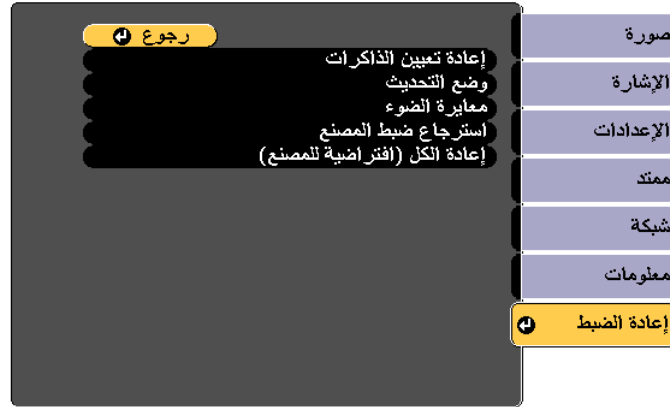 رجوع
إعادة تعيين الذاكرات
وضع التحديث
معايرة الضوء
استرجاع ضبط المصنع
إعادة الكل (افتراضية للمصنع)
صورة
الإشارة
الإعدادات
ممتد
شبكة
معلومات
إعادة الضبط